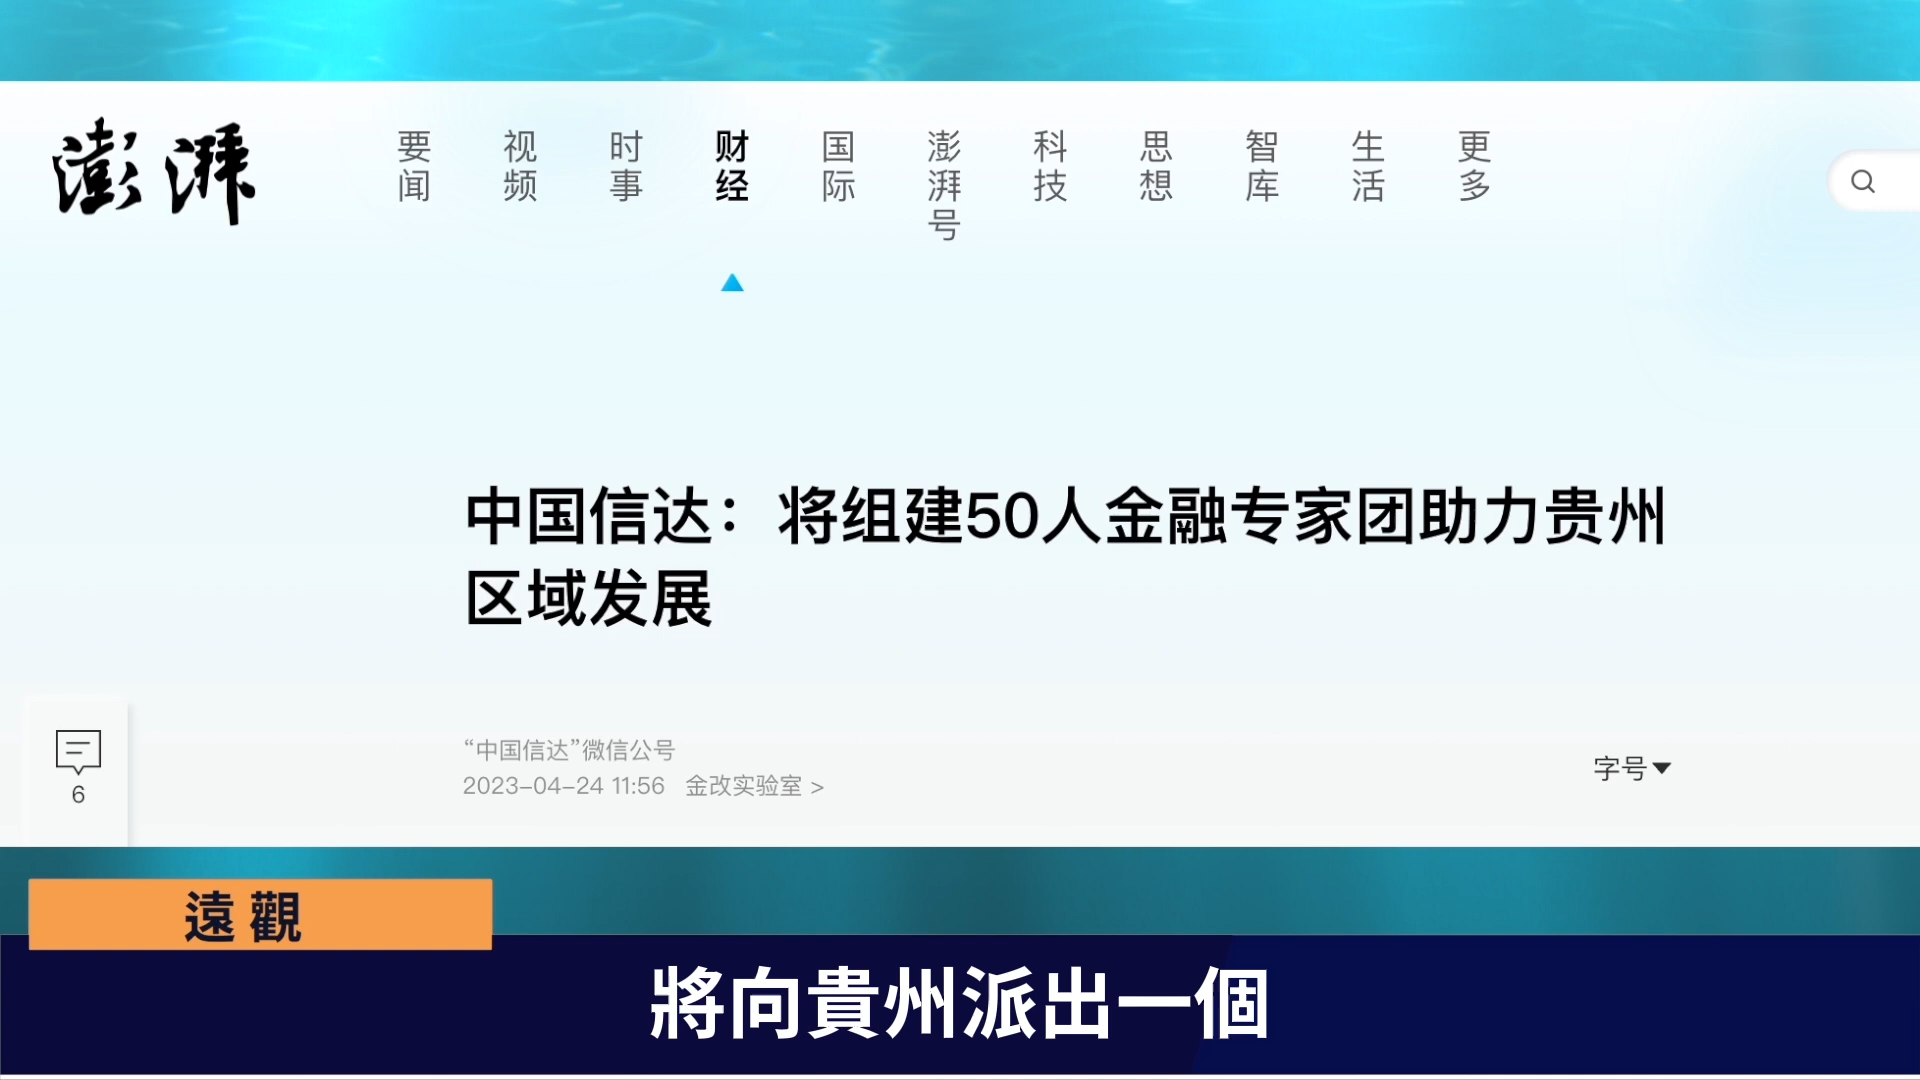 澎湃
要闻
视频
时事
财经
国际
澎湃号
科技
思想
智库
生活
更多
中国信达：将组建50人金融专家团助力贵州
区域发展
“中国信达”微信公号
2023-04-24 11:56 金改实验室 >
字号
6
遠觀
將向貴州派出一個